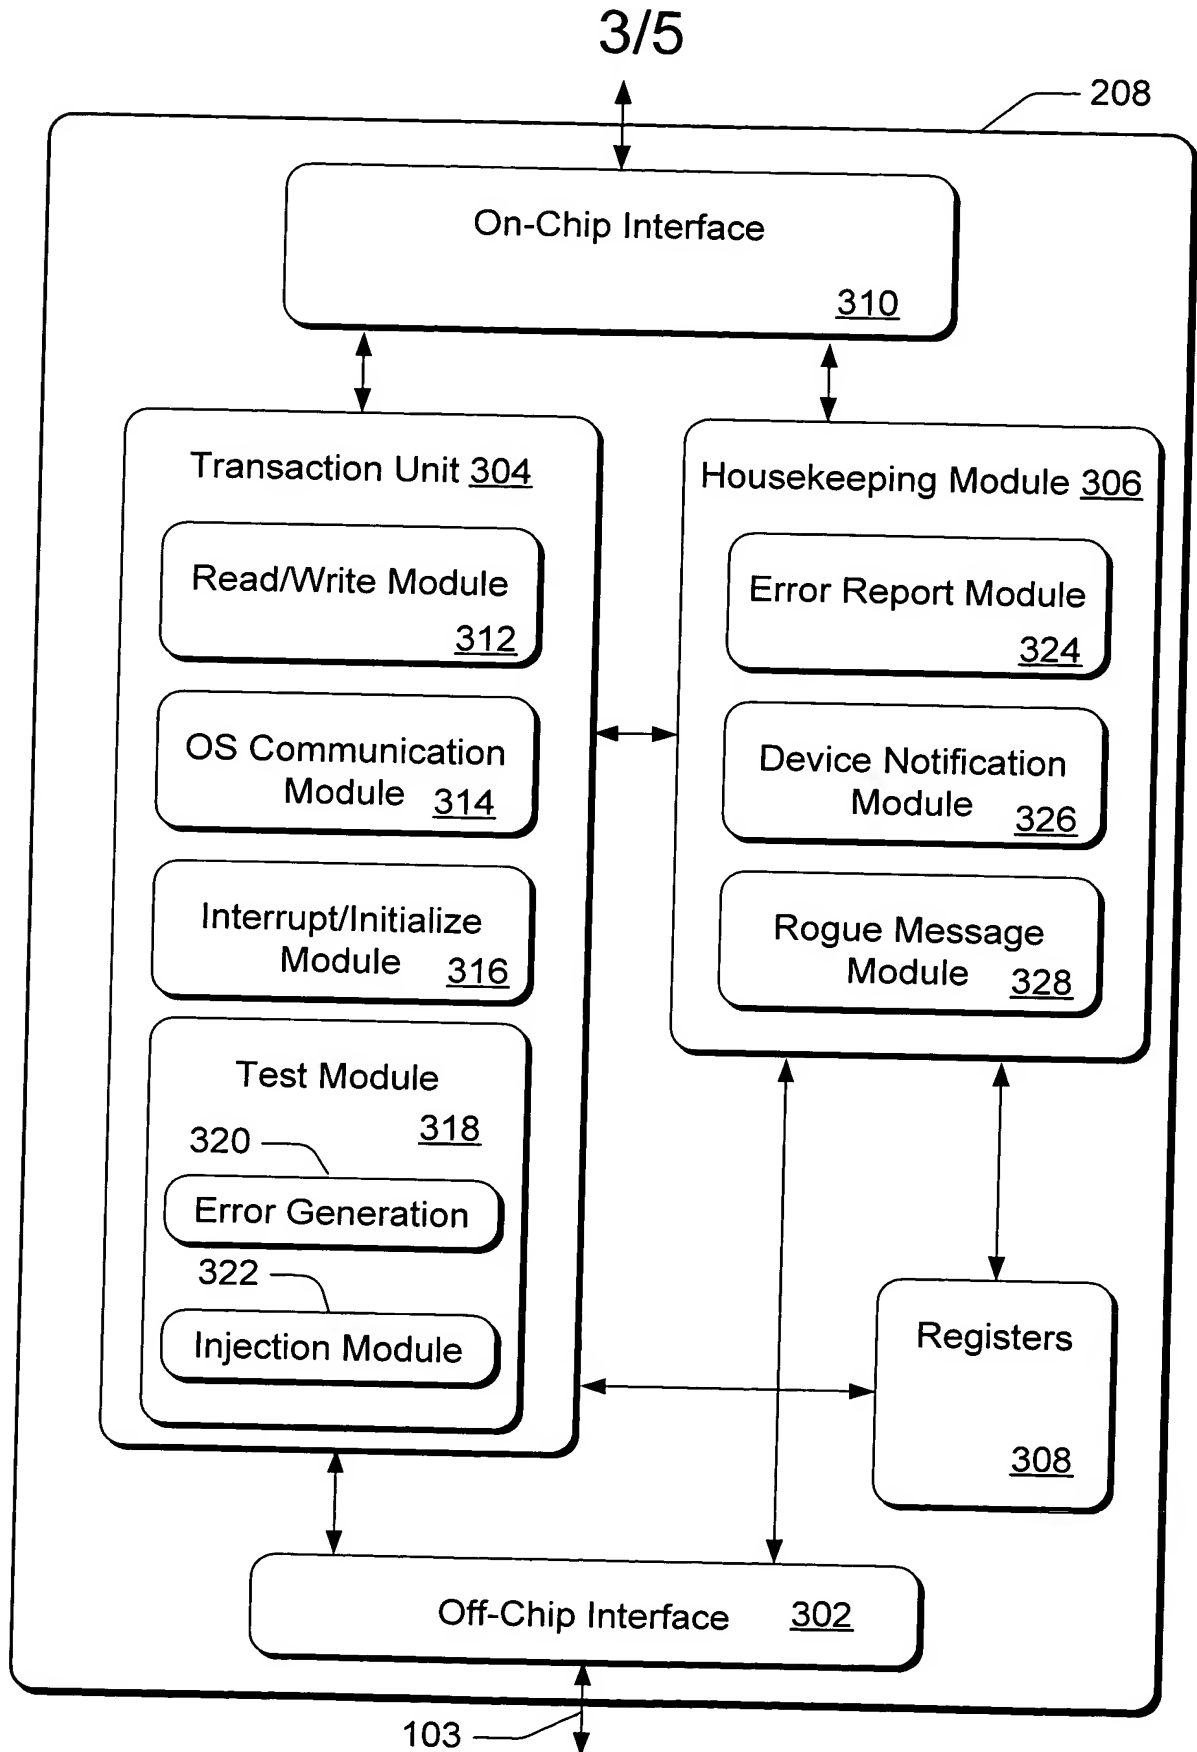 3/5
208
On-Chip Interface
310
Transaction Unit 304
Read/Write Module
312
OS Communication
Module 314
Interrupt/Initialize
Module 316
Test Module
318
320
Error Generation
322
Injection Module
Housekeeping Module 306
Error Report Module
324
Device Notification
Module 326
Rogue Message
Module 328
Registers
308
Off-Chip Interface 302
103